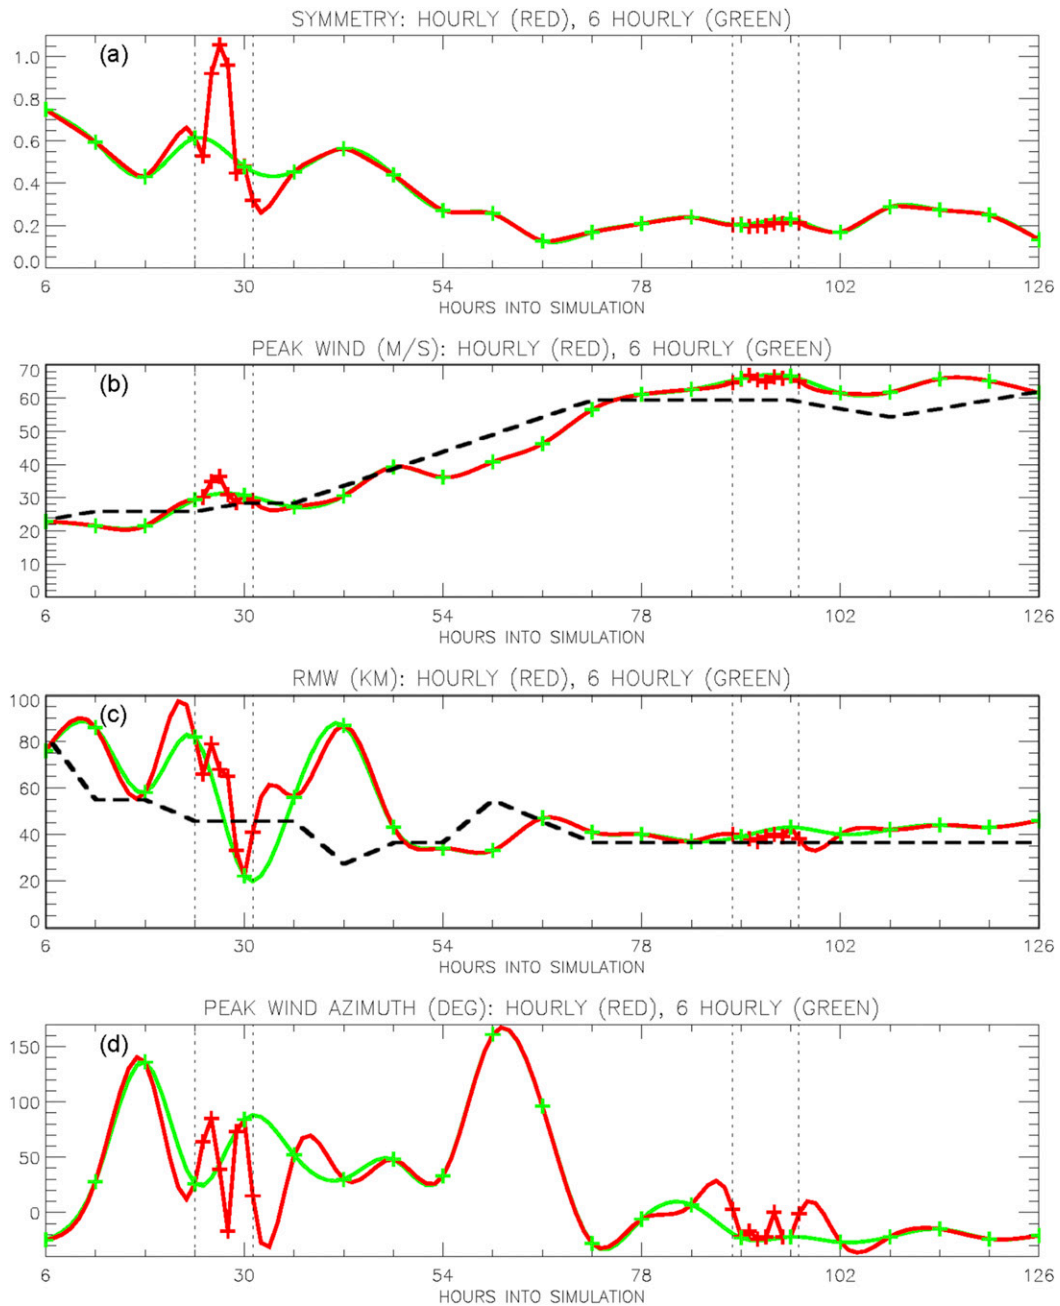 SYMMETRY: HOURLY (RED), 6 HOURLY (GREEN)
(a)
1.0
0.8
0.6
0.4
0.2
0.0
6 30 54 78 102 126
HOURS INTO SIMULATION
PEAK WIND (M/S): HOURLY (RED), 6 HOURLY (GREEN)
(b)
70
60
50
40
30
20
10
0
6 30 54 78 102 126
HOURS INTO SIMULATION
RMW (KM): HOURLY (RED), 6 HOURLY (GREEN)
(c)
100
80
60
40
20
0
6 30 54 78 102 126
HOURS INTO SIMULATION
PEAK WIND AZIMUTH (DEG): HOURLY (RED), 6 HOURLY (GREEN)
(d)
150
100
50
0
6 30 54 78 102 126
HOURS INTO SIMULATION